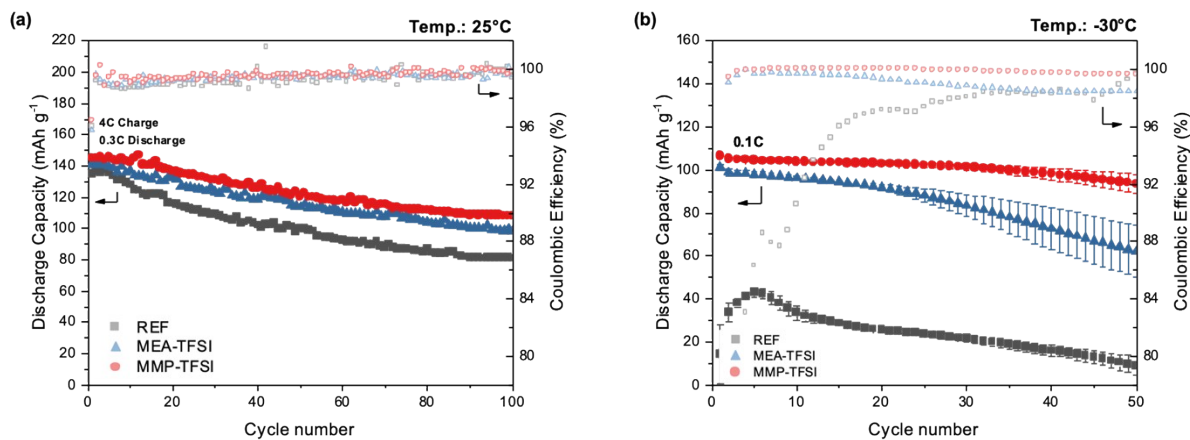 (a)
Temp.: 25°C
220
200
180
160
140
120
100
80
60
40
20
0
Discharge Capacity (mAh g⁻¹)
4C Charge
0.3C Discharge
REF
MEA-TFSI
MMP-TFSI
100
96
92
88
84
80
Coulombic Efficiency (%)
0 20 40 60 80 100
Cycle number
(b)
Temp.: -30°C
160
140
120
100
80
60
40
20
0
Discharge Capacity (mAh g⁻¹)
0.1C
REF
MEA-TFSI
MMP-TFSI
100
96
92
88
84
80
Coulombic Efficiency (%)
0 10 20 30 40 50
Cycle number